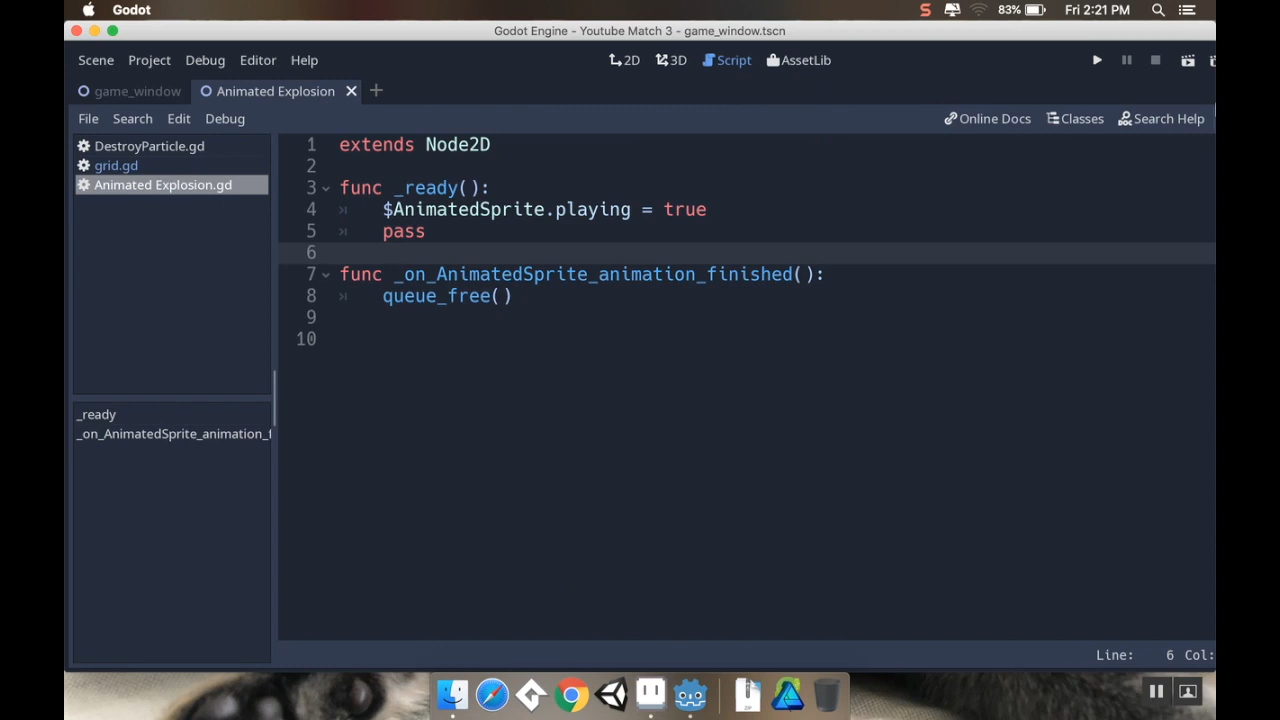 Godot
S
83%
Fri 2:21 PM
Godot Engine - Youtube Match 3 - game_window.tscn
Scene Project Debug Editor Help
2D 3D Script AssetLib
game_window Animated Explosion
File Search Edit Debug
Online Docs Classes Search Help
DestroyParticle.gd
grid.gd
Animated Explosion.gd
_ready
_on_AnimatedSprite_animation_f
1 extends Node2D
2
3 func _ready():
4 $AnimatedSprite.playing = true
5 pass
6
7 func _on_AnimatedSprite_animation_finished():
8 queue_free()
9
10
Line: 6 Col:
ZIP